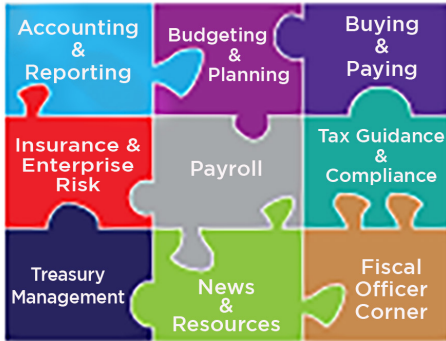 Accounting
&
Reporting
Budgeting
&
Planning
Buying
&
Paying
Insurance &
Enterprise
Risk
Payroll
Tax Guidance
&
Compliance
Treasury
Management
News
&
Resources
Fiscal
Officer
Corner